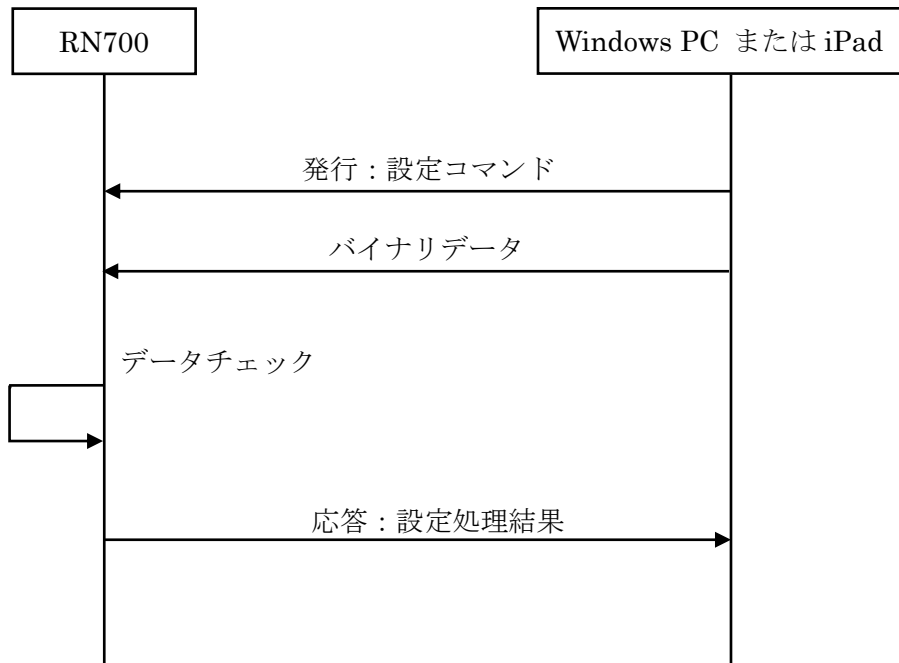 RN700
Windows PC または iPad
発行：設定コマンド
バイナリデータ
データチェック
応答：設定処理結果